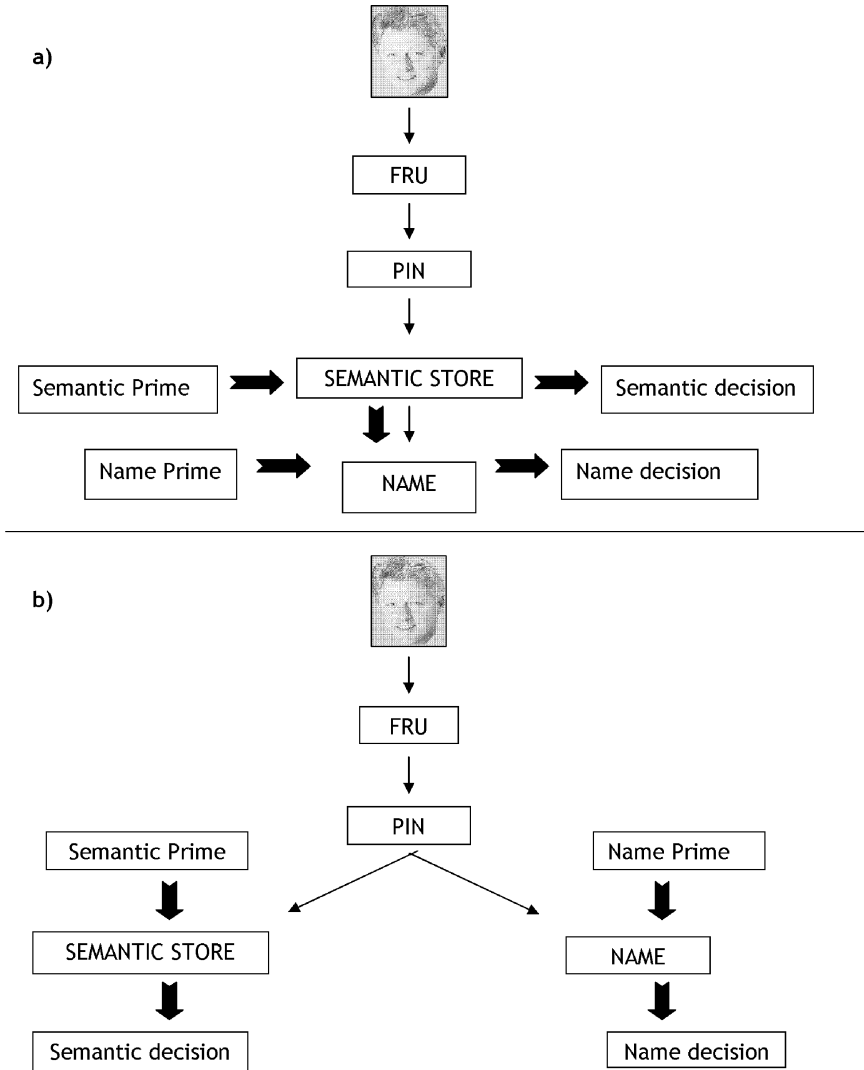 a)
FRU
PIN
Semantic Prime
SEMANTIC STORE
Semantic decision
Name Prime
NAME
Name decision
b)
FRU
PIN
Semantic Prime
Name Prime
SEMANTIC STORE
NAME
Semantic decision
Name decision